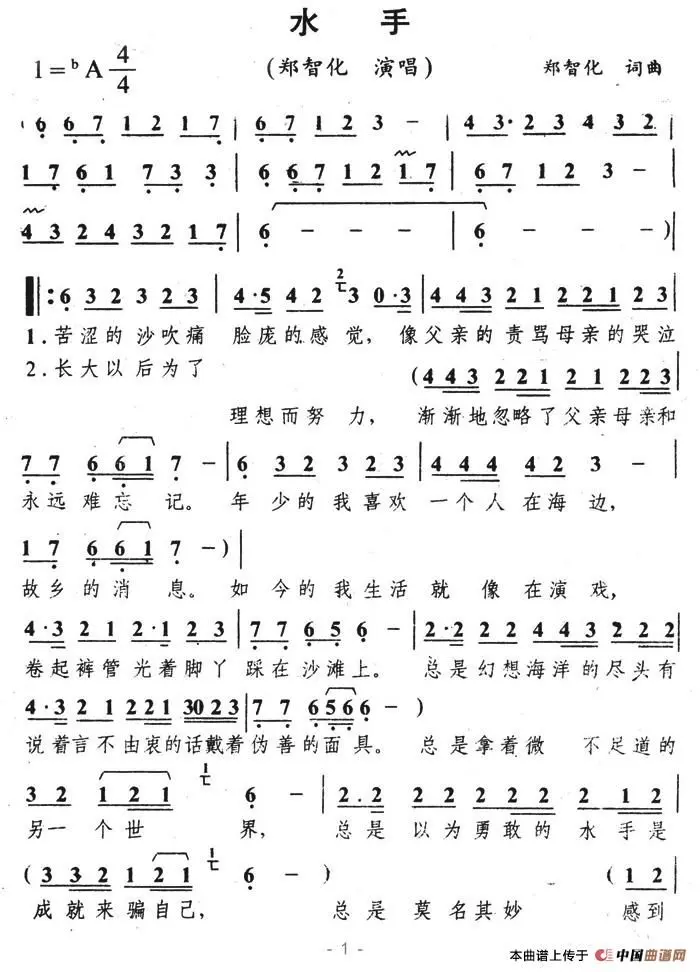 水 手
1=ᵇA 4/4 (郑智化 演唱) 郑智化 词曲
(6 6 7 1 2 1 7 | 6 7 1 2 3 - | 4 3· 2 3 4 3 2
1 7 6 1 7 3 3 | 6 6 7 1 2 1 7 | 6 7 1 2 3 -
4 3 2 4 3 2 1 7 | 6 - - - | 6 - - -)
‖: 6 3 2 3 2 3 | 4·5 4 2 3 0·3 | 4 4 3 2 1 2 2 1 2 3 |
1.苦涩的 沙吹痛 脸庞的感觉, 像父亲的责骂母亲的哭泣
2.长大以后为了 (4 4 3 2 2 1 2 1 2 2 3
理想而努力, 渐渐地忽略了父亲母亲和
7 7 6 6 1 7 - | 6 3 2 3 2 3 | 4 4 4 4 2 3 - |
永远难忘记。年少的我喜欢一个人在海边,
1 7 6 6 1 7 -) |
故乡的消息。如今的我生活就像在演戏,
4·3 2 1 2·1 2 3 | 7 7 6 5 6 - | 2·2 2 2 4 4 3 2 2 2 |
卷起裤管光着脚丫踩在沙滩上。总是幻想海洋的尽头有
4·3 2 1 2 2 1 3 0 2 3 | 7 7 6 5 6 6 - )
说着言不由衷的话戴着伪善的面具。总是拿着微 不足道的
3 2 1 2 1 6 - | 2.2 2 2 2 2 2 2 1 2
另一个世 界, 总是以为勇敢的水手是
(3 3 2 1 2 1 6 - ) (1 2
成就来骗自己, 总是莫名其妙 感到
- 1 -
本曲谱上传于 中国曲谱网